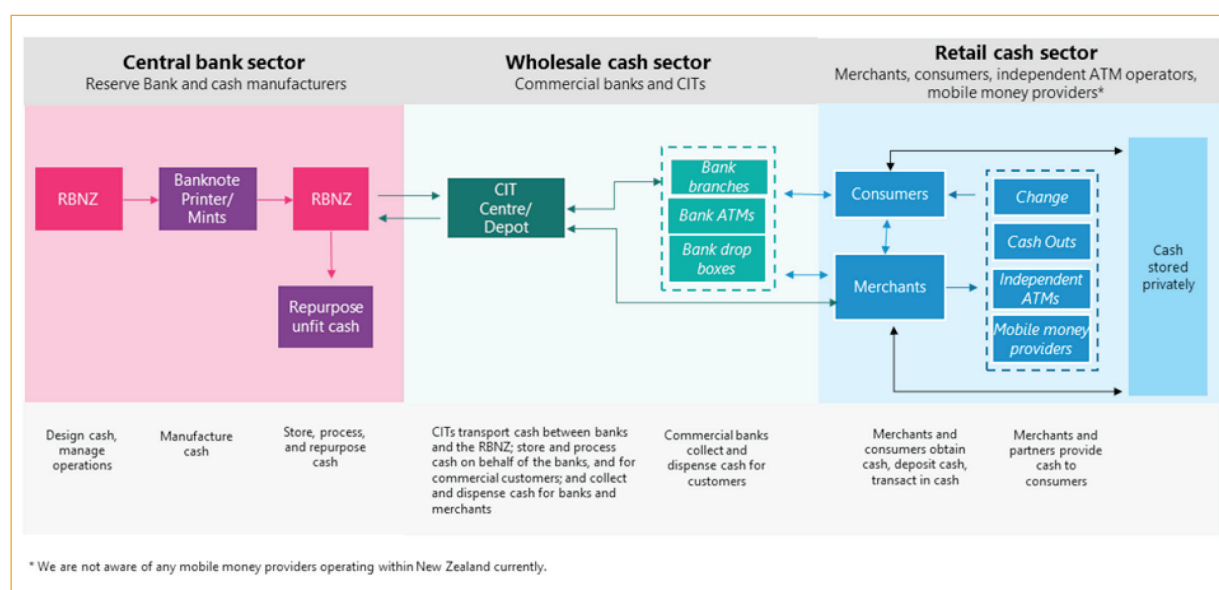 Central bank sector
Reserve Bank and cash manufacturers
Wholesale cash sector
Commercial banks and CITs
Retail cash sector
Merchants, consumers, independent ATM operators,
mobile money providers*
RBNZ
Banknote
Printer/
Mints
RBNZ
Repurpose
unfit cash
CIT
Centre/
Depot
Bank
branches
Bank ATMs
Bank drop
boxes
Consumers
Merchants
Change
Cash Outs
Independent
ATMs
Mobile money
providers
Cash
stored
privately
Design cash,
manage
operations
Manufacture
cash
Store, process,
and repurpose
cash
CITs transport cash between banks
and the RBNZ; store and process
cash on behalf of the banks, and for
commercial customers; and collect
and dispense cash for banks and
merchants
Commercial banks
collect and
dispense cash for
customers
Merchants and
consumers obtain
cash, deposit cash,
transact in cash
Merchants and
partners provide
cash to
consumers
* We are not aware of any mobile money providers operating within New Zealand currently.